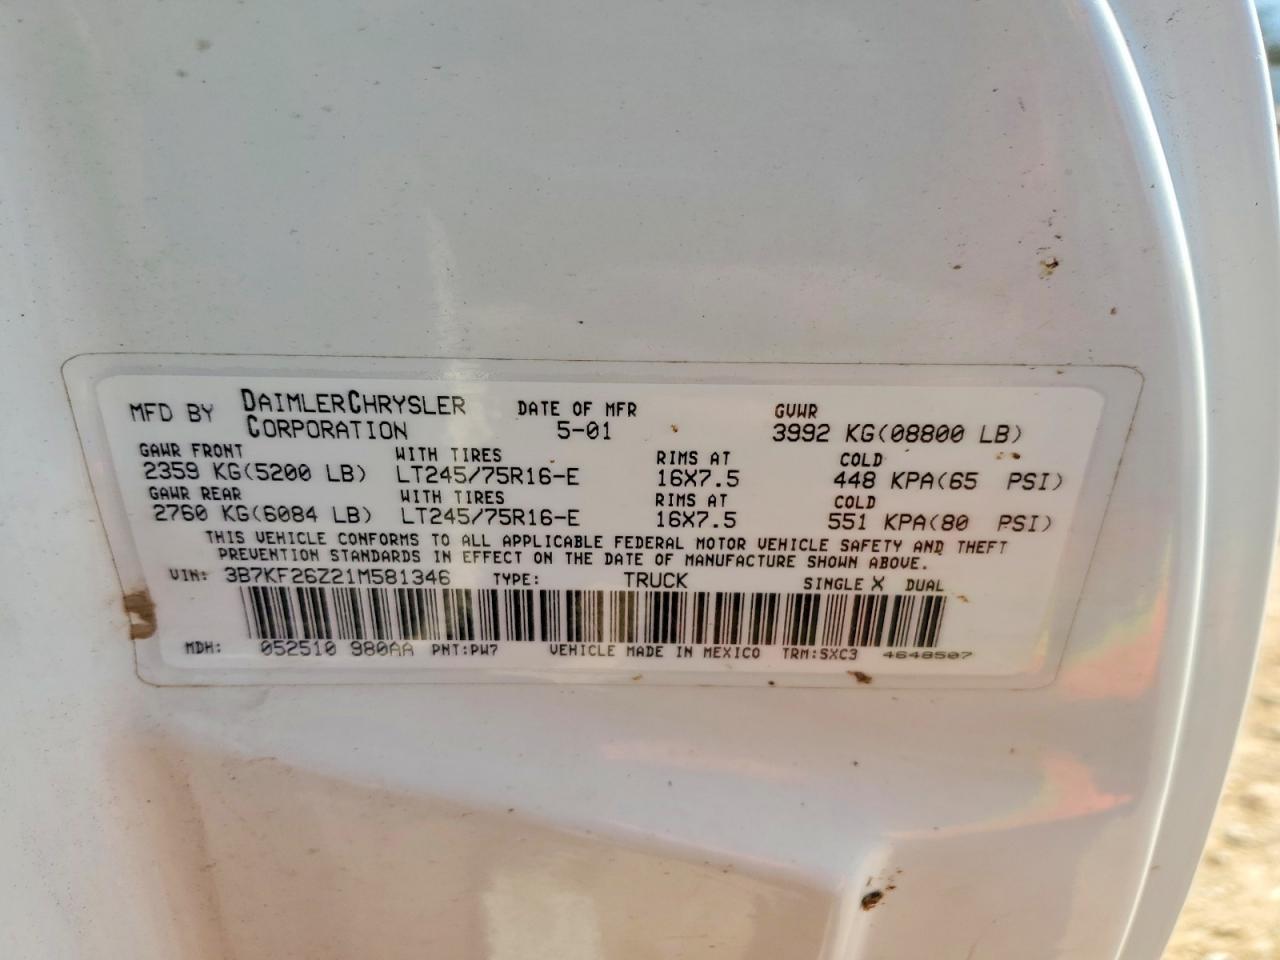 MFD BY DAIMLERCHRYSLER CORPORATION DATE OF MFR 5-01 GVWR 3992 KG(08800 LB)
GAWR FRONT WITH TIRES RIMS AT COLD
2359 KG(5200 LB) LT245/75R16-E 16X7.5 448 KPA(65 PSI)
GAWR REAR WITH TIRES RIMS AT COLD
2760 KG(6084 LB) LT245/75R16-E 16X7.5 551 KPA(80 PSI)
THIS VEHICLE CONFORMS TO ALL APPLICABLE FEDERAL MOTOR VEHICLE SAFETY AND THEFT
PREVENTION STANDARDS IN EFFECT ON THE DATE OF MANUFACTURE SHOWN ABOVE.
VIN: 3B7KF26Z21M581346 TYPE: TRUCK SINGLE X DUAL
MDH: 052510 980AA PNT:PW7 VEHICLE MADE IN MEXICO TRM:SXC3 4648507